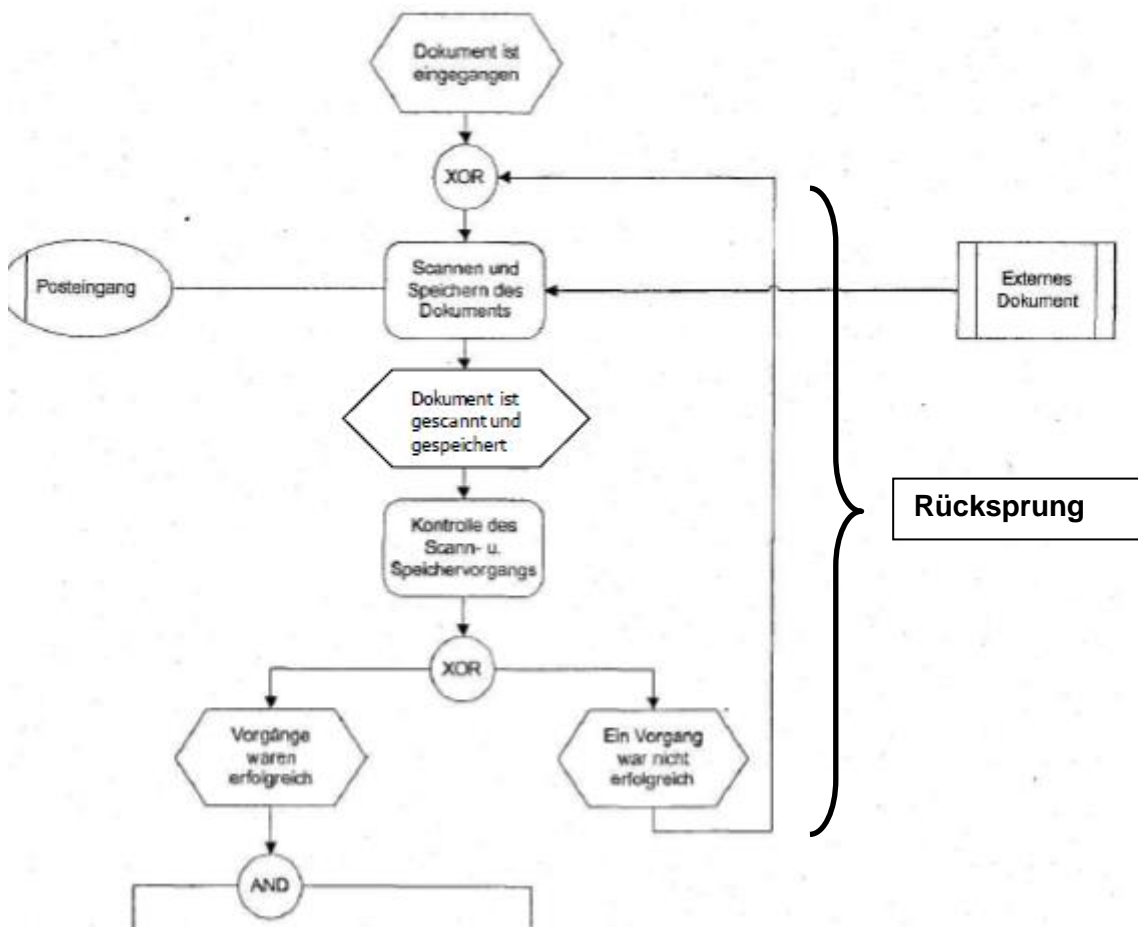 Dokument ist
eingegangen
XOR
Posteingang
Scannen und
Speichern des
Dokuments
Externes
Dokument
Dokument ist
gescannt und
gespeichert
Rücksprung
Kontrolle des
Scann- u.
Speichervorgangs
XOR
Vorgänge
waren
erfolgreich
Ein Vorgang
war nicht
erfolgreich
AND